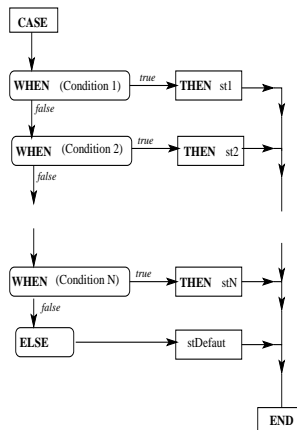 CASE
WHEN (Condition 1) true THEN st1
false
WHEN (Condition 2) true THEN st2
false
WHEN (Condition N) true THEN stN
false
ELSE stDefaut
END